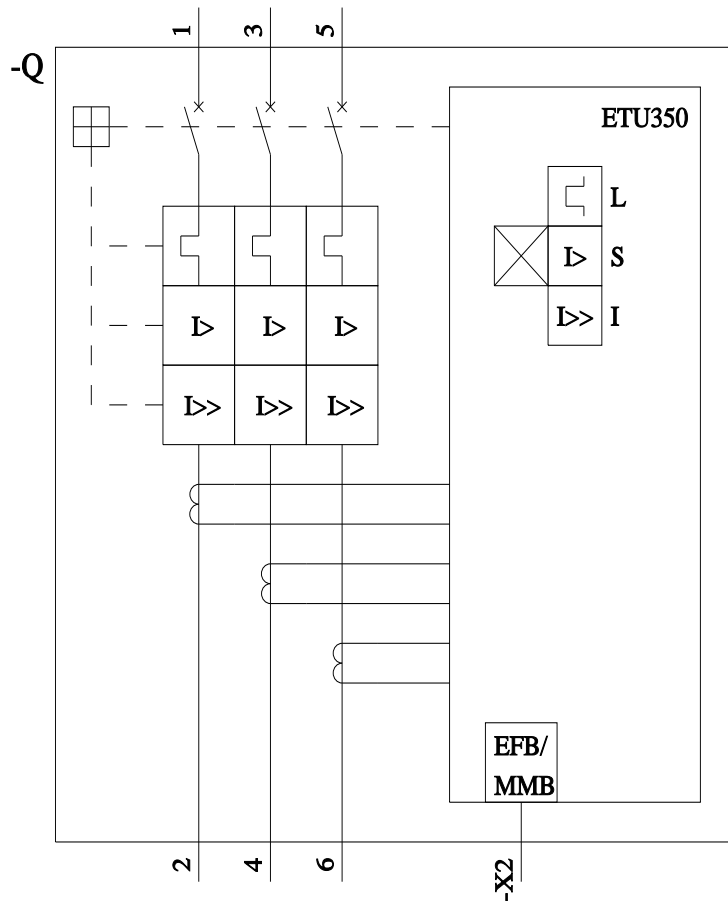 1 3 5
-Q
ETU350
L
I> S
I>> I
I> I> I>
I>> I>> I>>
EFB/
MMB
2 4 6 -X2